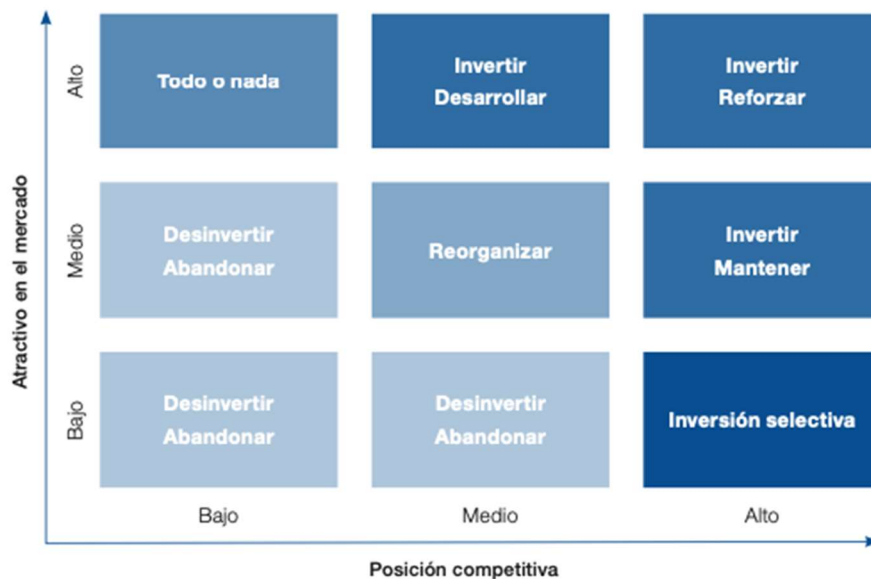 Atractivo en el mercado
Alto
Todo o nada
Invertir
Desarrollar
Invertir
Reforzar
Medio
Desinvertir
Abandonar
Reorganizar
Invertir
Mantener
Bajo
Desinvertir
Abandonar
Desinvertir
Abandonar
Inversión selectiva
Bajo
Medio
Alto
Posición competitiva